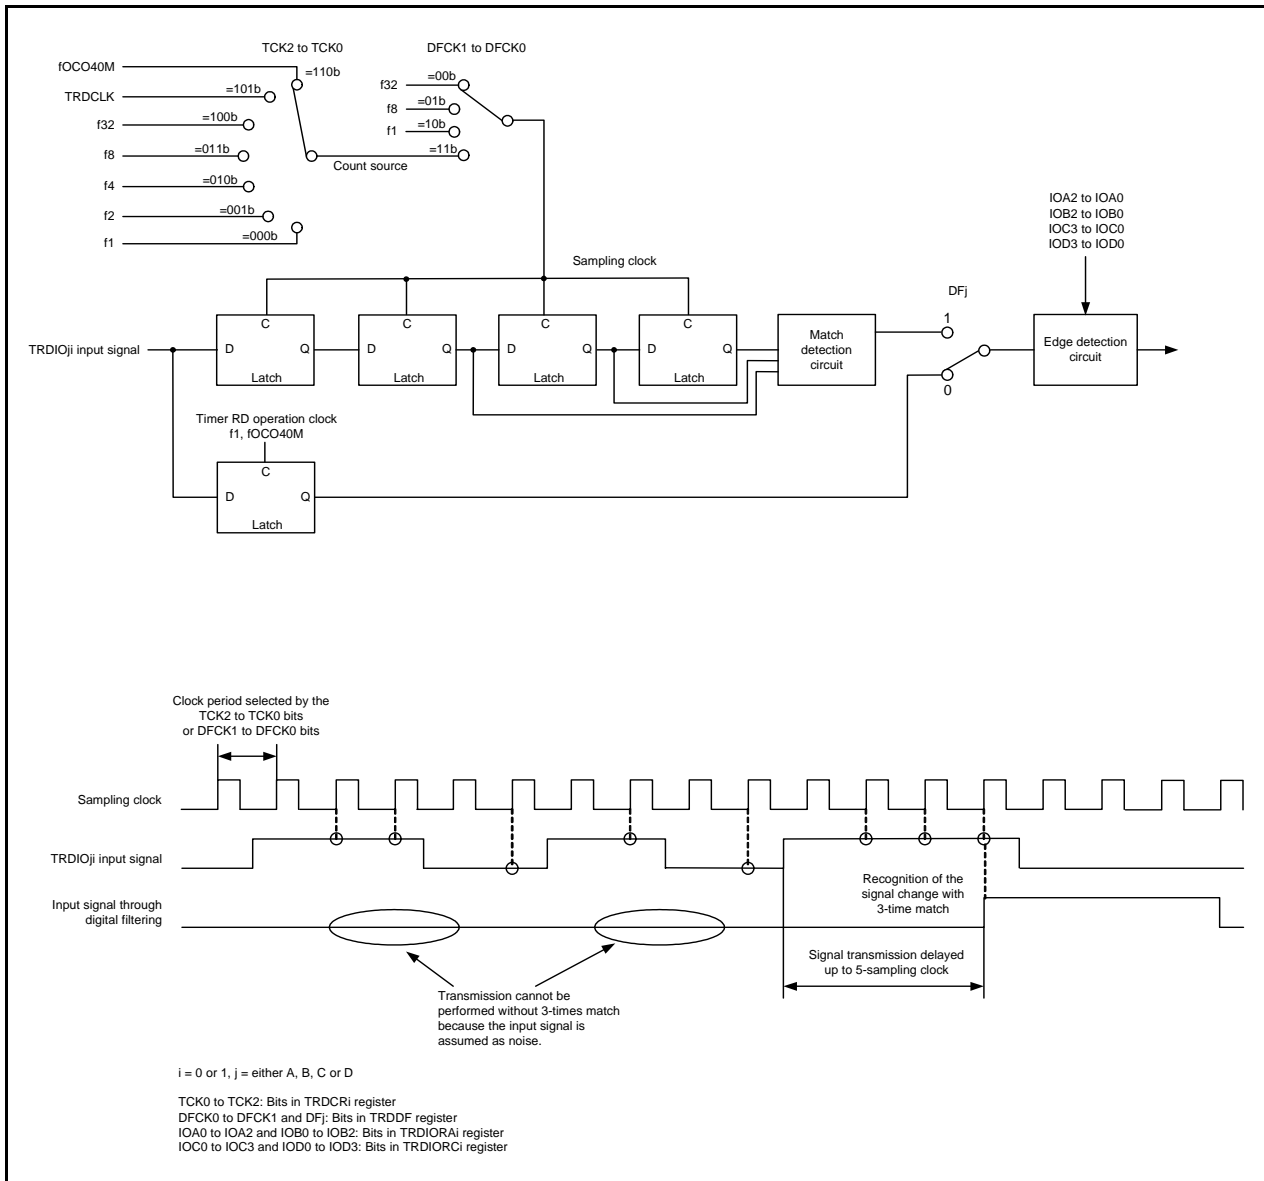 TCK2 to TCK0
DFCK1 to DFCK0
fOCO40M
=110b
TRDCLK
=101b
f32
=100b
f8
=011b
f4
=010b
f2
=001b
f1
=000b
f32
=00b
f8
=01b
f1
=10b
=11b
Count source
Sampling clock
IOA2 to IOA0
IOB2 to IOB0
IOC3 to IOC0
IOD3 to IOD0
TRDIOji input signal
C
D
Q
Latch
C
D
Q
Latch
C
D
Q
Latch
C
D
Q
Latch
Match
detection
circuit
DFj
1
0
Edge detection
circuit
Timer RD operation clock
f1, fOCO40M
C
D
Q
Latch
Clock period selected by the
TCK2 to TCK0 bits
or DFCK1 to DFCK0 bits
Sampling clock
TRDIOji input signal
Input signal through
digital filtering
Recognition of the
signal change with
3-time match
Signal transmission delayed
up to 5-sampling clock
Transmission cannot be
performed without 3-times match
because the input signal is
assumed as noise.
i = 0 or 1, j = either A, B, C or D
TCK0 to TCK2: Bits in TRDCRi register
DFCK0 to DFCK1 and DFj: Bits in TRDDF register
IOA0 to IOA2 and IOB0 to IOB2: Bits in TRDIORAi register
IOC0 to IOC3 and IOD0 to IOD3: Bits in TRDIORCi register